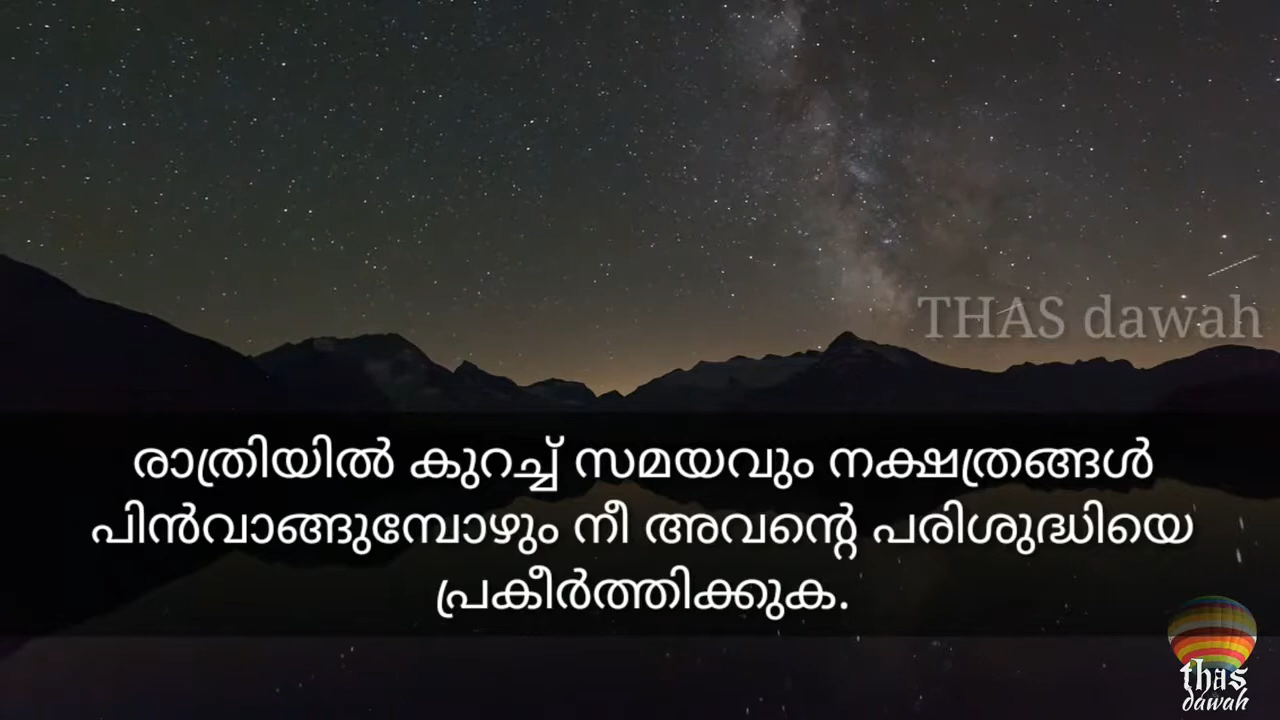 THAS dawah
രാത്രിയിൽ കുറച്ച് സമയവും നക്ഷത്രങ്ങൾ
പിൻവാങ്ങുമ്പോഴും നീ അവന്റെ പരിശുദ്ധിയെ
പ്രകീർത്തിക്കുക.
thas
dawah